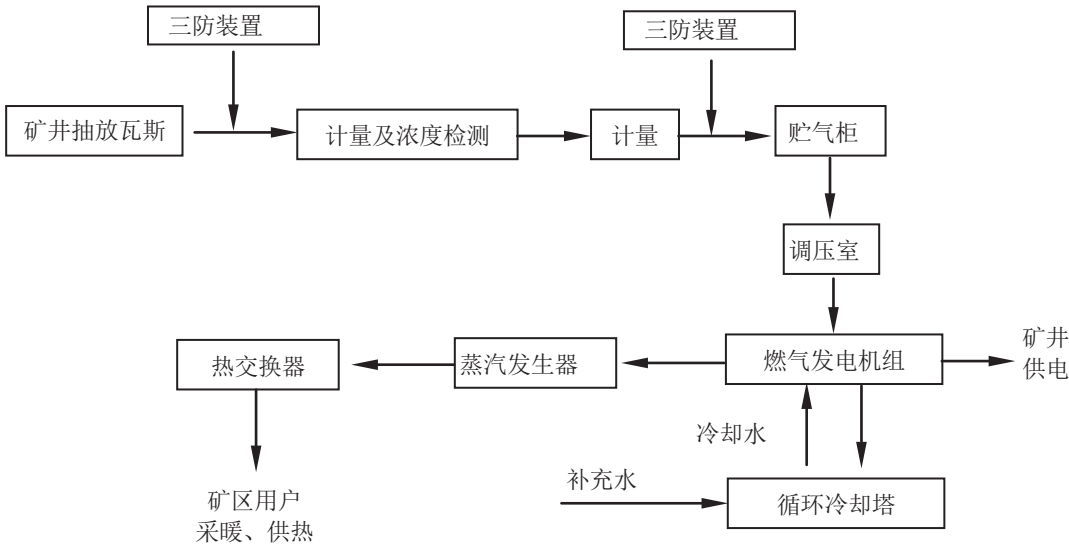 三防装置
三防装置
矿井抽放瓦斯
计量及浓度检测
计量
贮气柜
调压室
矿井
供电
热交换器
蒸汽发生器
燃气发电机组
冷却水
补充水
矿区用户
采暖、供热
循环冷却塔